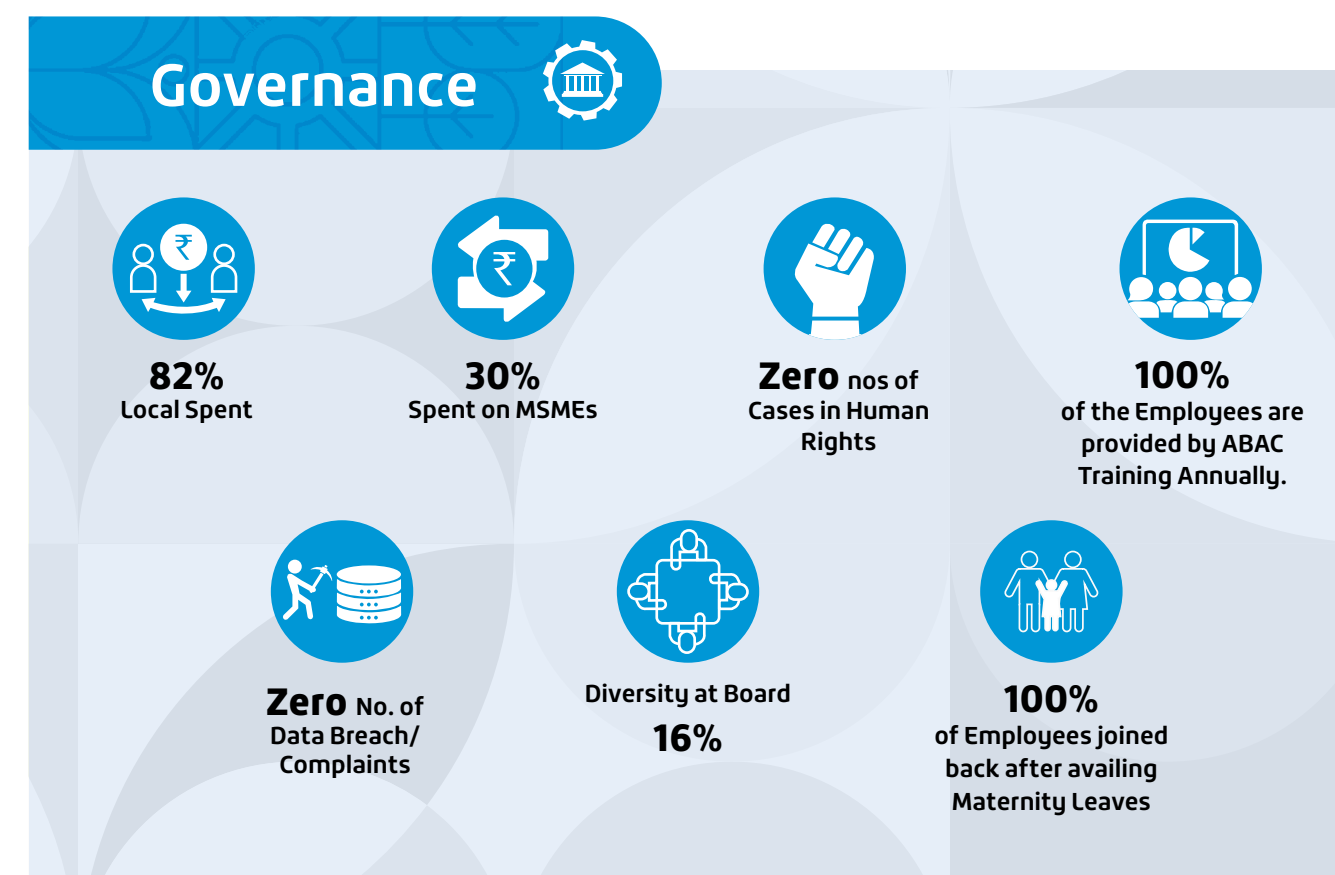 Governance
₹
82%
Local Spent
₹
30%
Spent on MSMEs
Zero nos of
Cases in Human
Rights
100%
of the Employees are
provided by ABAC
Training Annually.
Zero No. of
Data Breach/
Complaints
Diversity at Board
16%
100%
of Employees joined
back after availing
Maternity Leaves